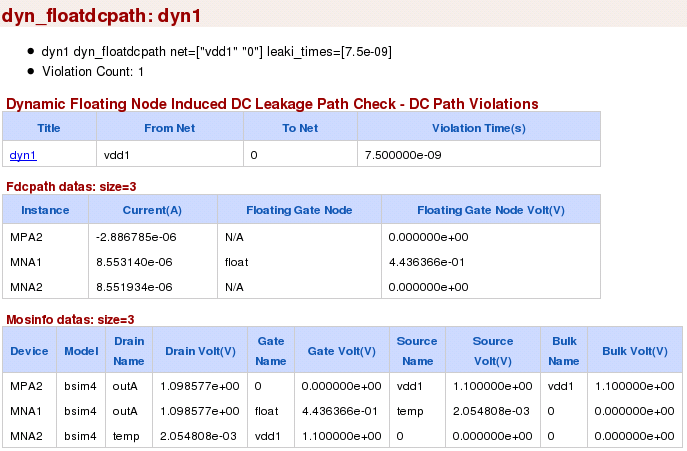 dyn_floatdcpath: dyn1
dyn1 dyn_floatdcpath net=["vdd1" "0"] leaki_times=[7.5e-09]
Violation Count: 1
Dynamic Floating Node Induced DC Leakage Path Check - DC Path Violations
Title From Net To Net Violation Time(s)
dyn1 vdd1 0 7.500000e-09
Fdcpath datas: size=3
Instance Current(A) Floating Gate Node Floating Gate Node Volt(V)
MPA2 -2.886785e-06 N/A 0.000000e+00
MNA1 8.553140e-06 float 4.436366e-01
MNA2 8.551934e-06 N/A 0.000000e+00
Mosinfo datas: size=3
Device Model Drain Name Drain Volt(V) Gate Name Gate Volt(V) Source Name Source Volt(V) Bulk Name Bulk Volt(V)
MPA2 bsim4 outA 1.098577e+00 0 0.000000e+00 vdd1 1.100000e+00 vdd1 1.100000e+00
MNA1 bsim4 outA 1.098577e+00 float 4.436366e-01 temp 2.054808e-03 0 0.000000e+00
MNA2 bsim4 temp 2.054808e-03 vdd1 1.100000e+00 0 0.000000e+00 0 0.000000e+00